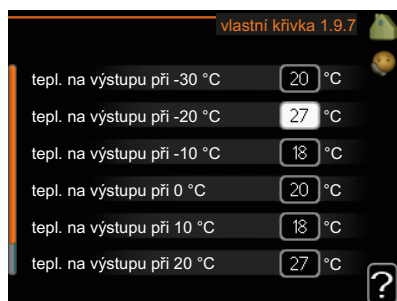 vlastní křivka 1.9.7
tepl. na výstupu při -30 °C 20 °C
tepl. na výstupu při -20 °C 27 °C
tepl. na výstupu při -10 °C 18 °C
tepl. na výstupu při 0 °C 20 °C
tepl. na výstupu při 10 °C 18 °C
tepl. na výstupu při 20 °C 27 °C
?